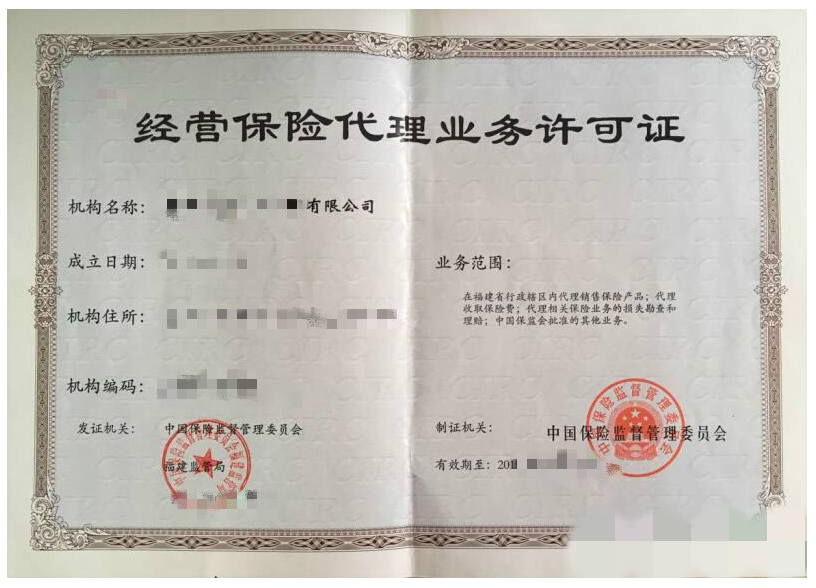 经营保险代理业务许可证
机构名称： 有限公司
成立日期：
机构住所：
机构编码：
发证机关： 中国保险监督管理委员会
福建监管局
业务范围：
在福建省行政辖区内代理销售保险产品；代理
收取保险费；代理相关保险业务的损失勘查和
理赔；中国保监会批准的其他业务。
制证机关： 中国保险监督管理委员会
有效期至：201